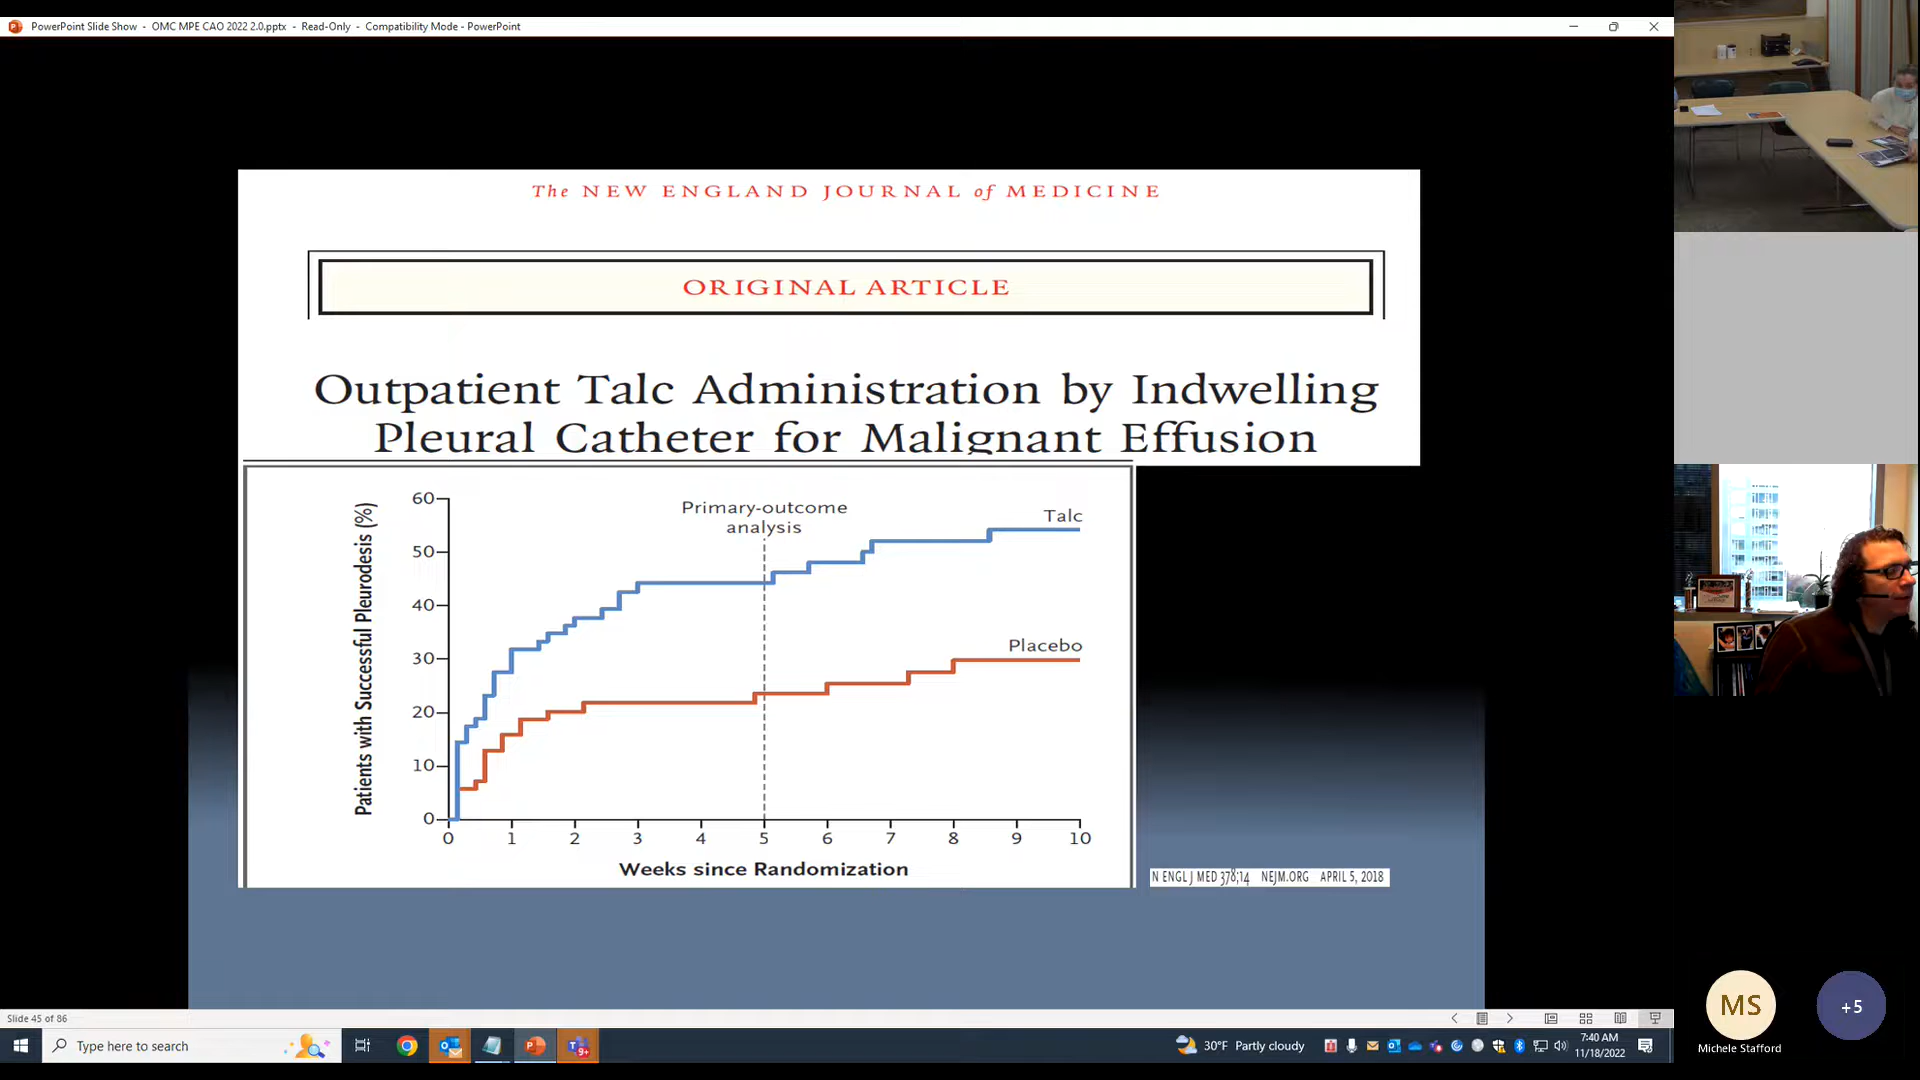 PowerPoint Slide Show - OMC MPE CAO 2022 2.0.pptx - Read-Only - Compatibility Mode - PowerPoint
The NEW ENGLAND JOURNAL of MEDICINE
ORIGINAL ARTICLE
Outpatient Talc Administration by Indwelling
Pleural Catheter for Malignant Effusion
Patients with Successful Pleurodesis (%)
60
50
40
30
20
10
0
Primary-outcome
analysis
Talc
Placebo
0 1 2 3 4 5 6 7 8 9 10
Weeks since Randomization
N ENGL J MED 378;14 NEJM.ORG APRIL 5, 2018
Slide 45 of 86
Type here to search
9+
30°F Partly cloudy
7:40 AM
11/18/2022
MS
+5
Michele Stafford